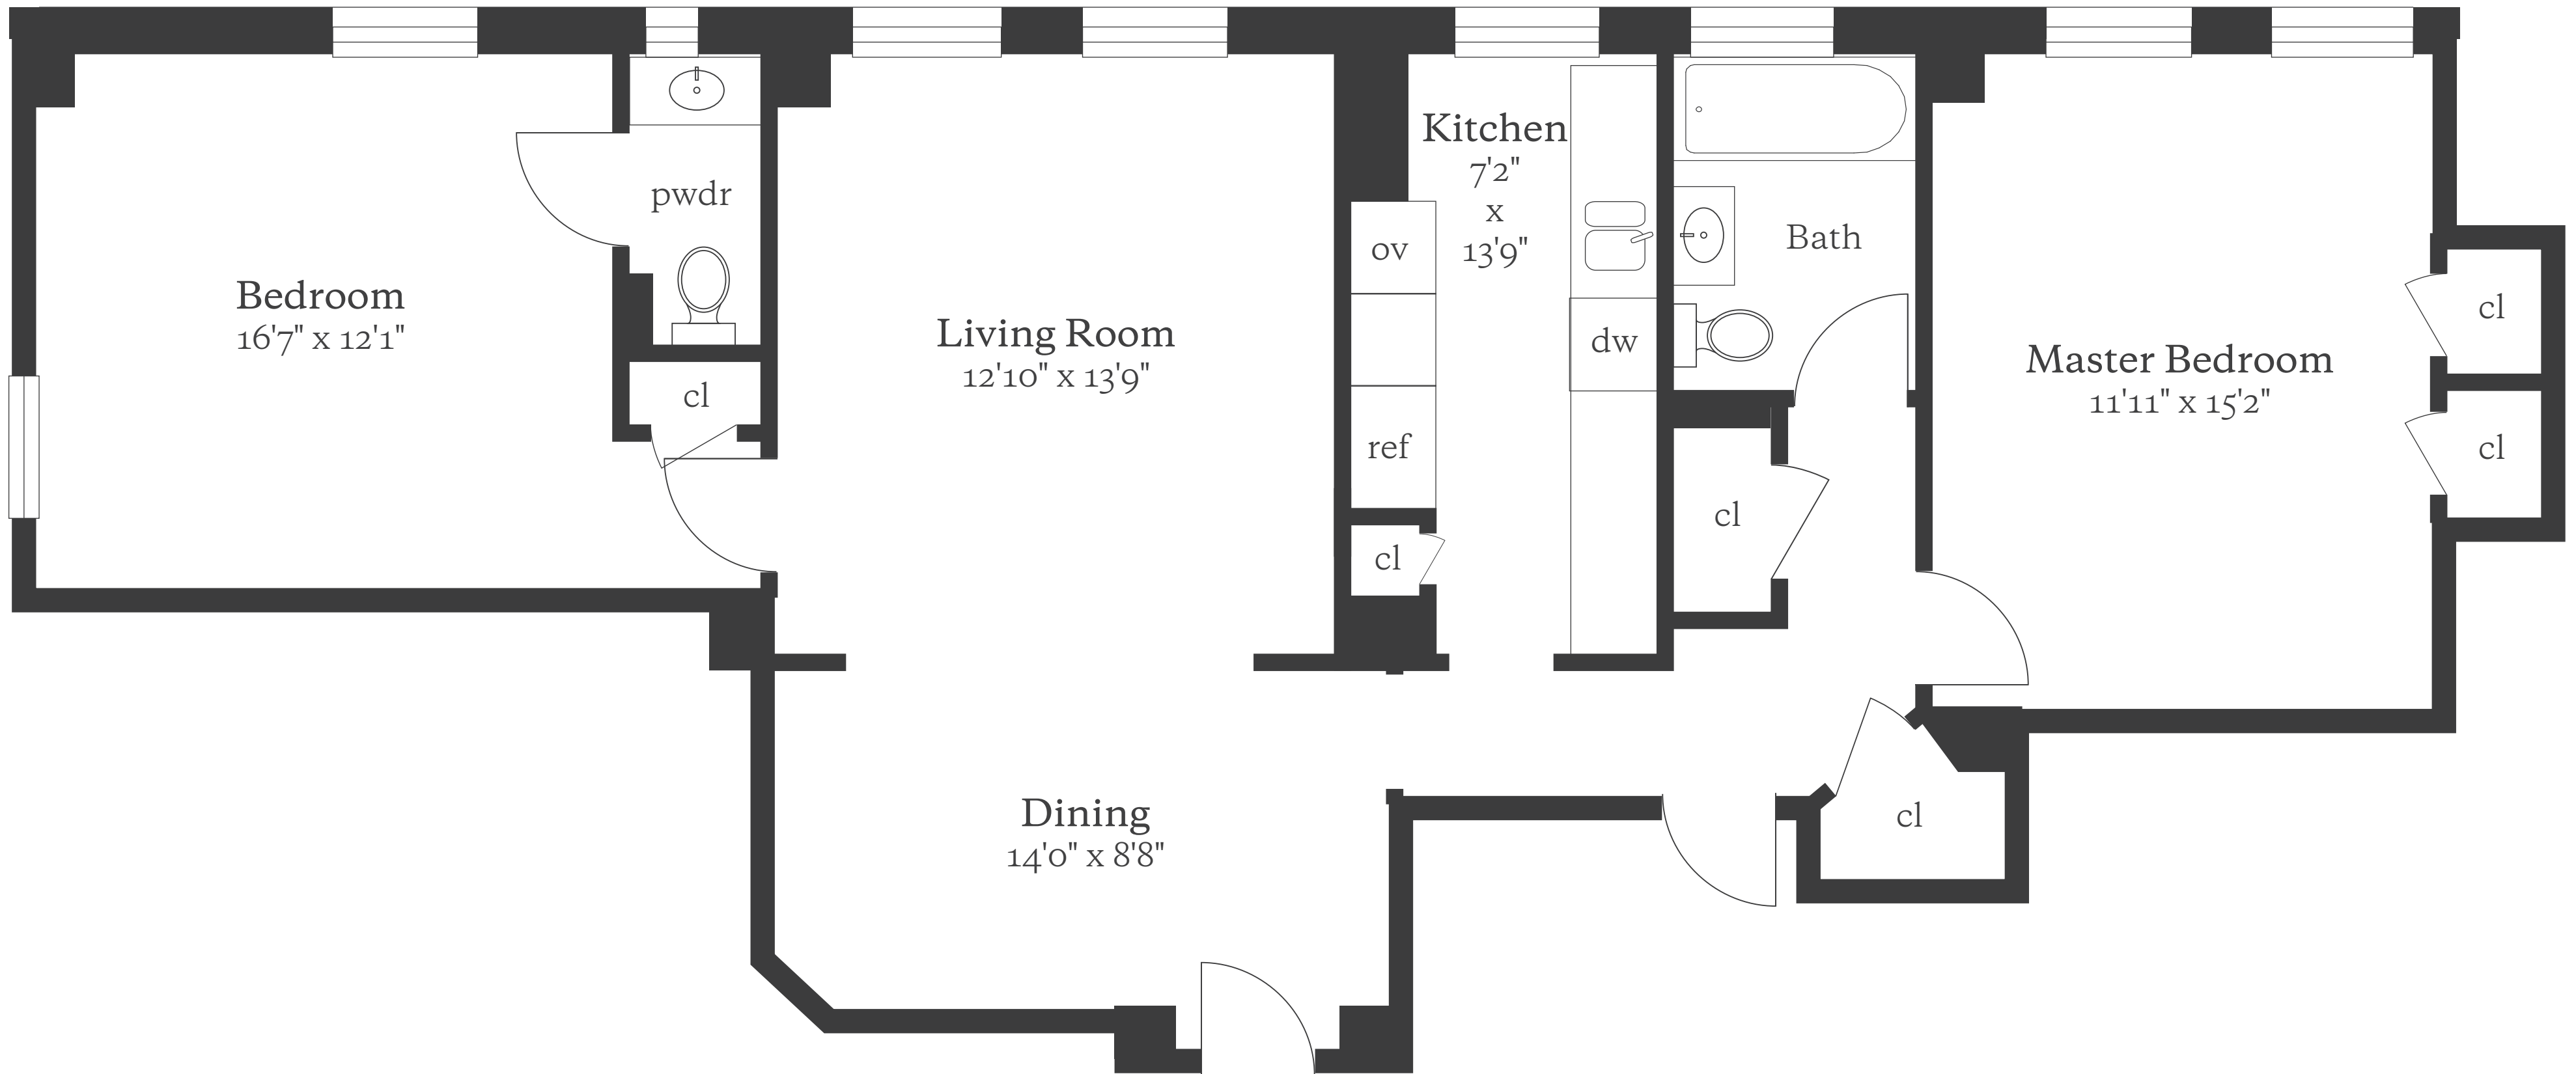 Bedroom
16'7" x 12'1"
pwdr
cl
Living Room
12'10" x 13'9"
Dining
14'0" x 8'8"
Kitchen
7'2"
x
13'9"
ov
ref
cl
dw
Bath
cl
Master Bedroom
11'11" x 15'2"
cl
cl
cl